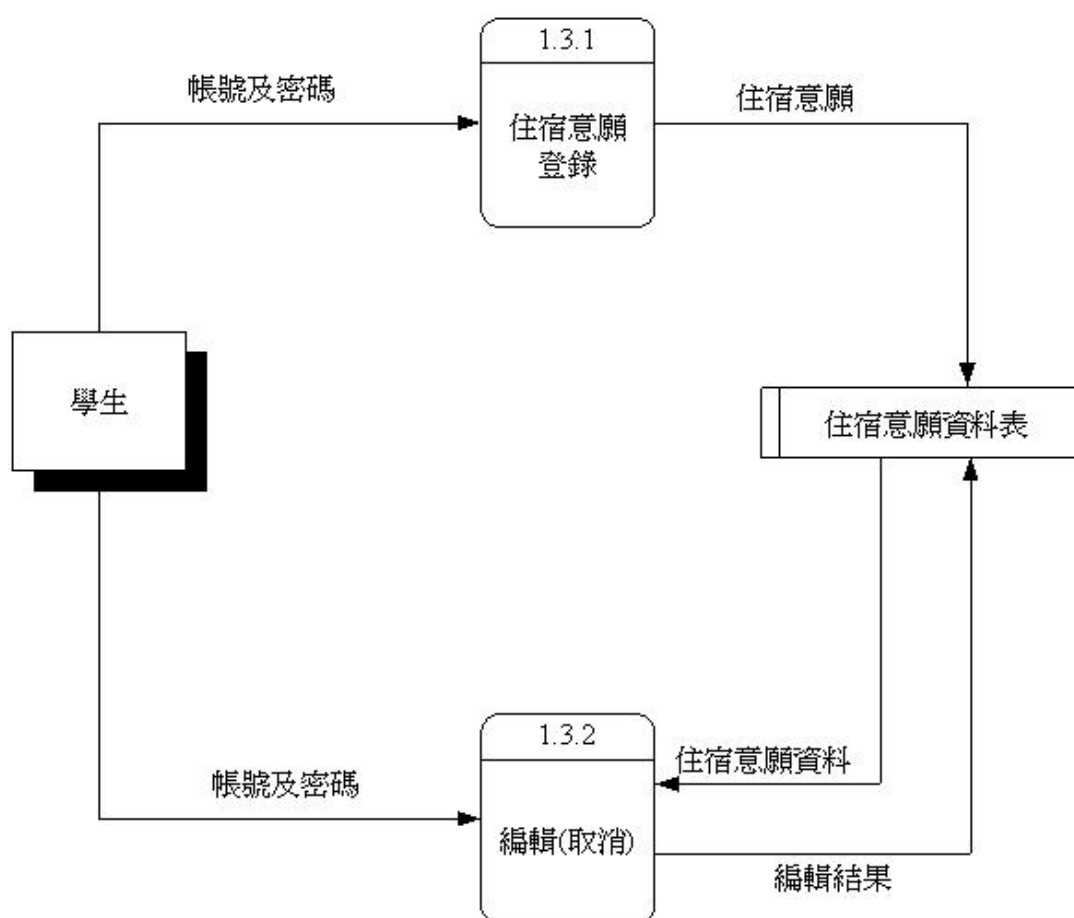 1.3.1
帳號及密碼
住宿意願
住宿意願
登錄
學生
住宿意願資料表
1.3.2
住宿意願資料
帳號及密碼
編輯(取消)
編輯結果